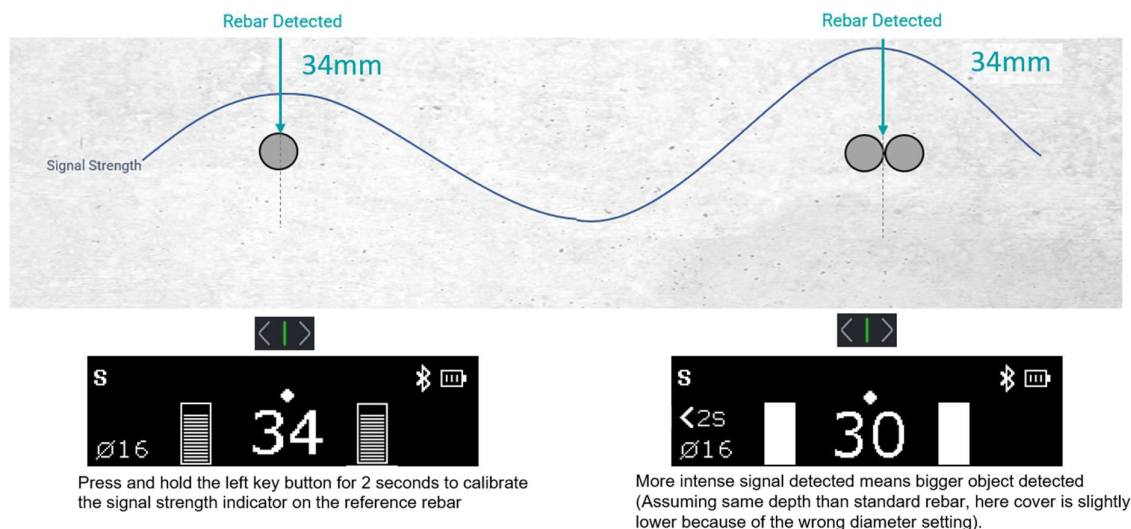 Rebar Detected
Rebar Detected
34mm
34mm
Signal Strength
S
Ø16
34
S
<2s
Ø16
30
Press and hold the left key button for 2 seconds to calibrate
the signal strength indicator on the reference rebar
More intense signal detected means bigger object detected
(Assuming same depth than standard rebar, here cover is slightly
lower because of the wrong diameter setting).